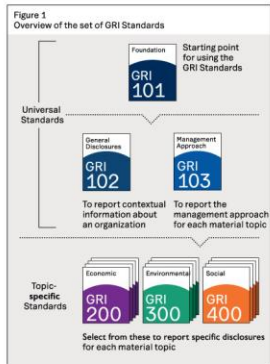 Figure 1
Overview of the set of GRI Standards
Foundation
GRI
101
Starting point
for using the
GRI Standards
Universal
Standards
General
Disclosures
GRI
102
Management
Approach
GRI
103
To report contextual
information about
an organization
To report the
management approach
for each material topic
Topic-
specific
Standards
Economic
GRI
200
Environmental
GRI
300
Social
GRI
400
Select from these to report specific disclosures
for each material topic